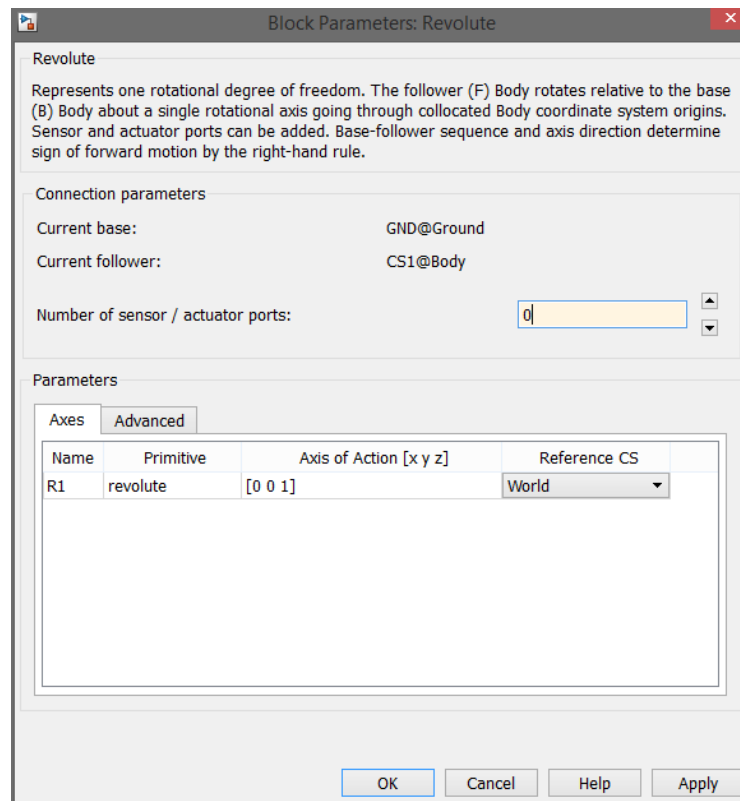 Block Parameters: Revolute
Revolute
Represents one rotational degree of freedom. The follower (F) Body rotates relative to the base
(B) Body about a single rotational axis going through collocated Body coordinate system origins.
Sensor and actuator ports can be added. Base-follower sequence and axis direction determine
sign of forward motion by the right-hand rule.
Connection parameters
Current base: GND@Ground
Current follower: CS1@Body
Number of sensor / actuator ports: 0
Parameters
Axes Advanced
Name Primitive Axis of Action [x y z] Reference CS
R1 revolute [0 0 1] World
OK Cancel Help Apply